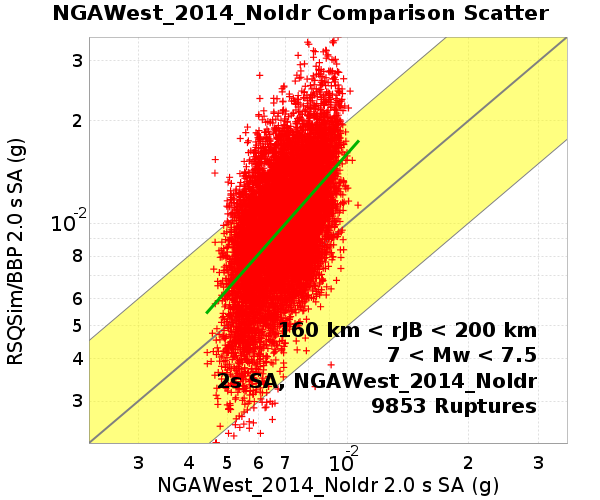 NGAWest_2014_NoIdr Comparison Scatter
RSQSim/BBP 2.0 s SA (g)
3
2
10-2
8
6
5
4
3
160 km < rJB < 200 km
7 < Mw < 7.5
2s SA, NGAWest_2014_NoIdr
9853 Ruptures
3 4 5 6 7 10-2 2 3
NGAWest_2014_NoIdr 2.0 s SA (g)